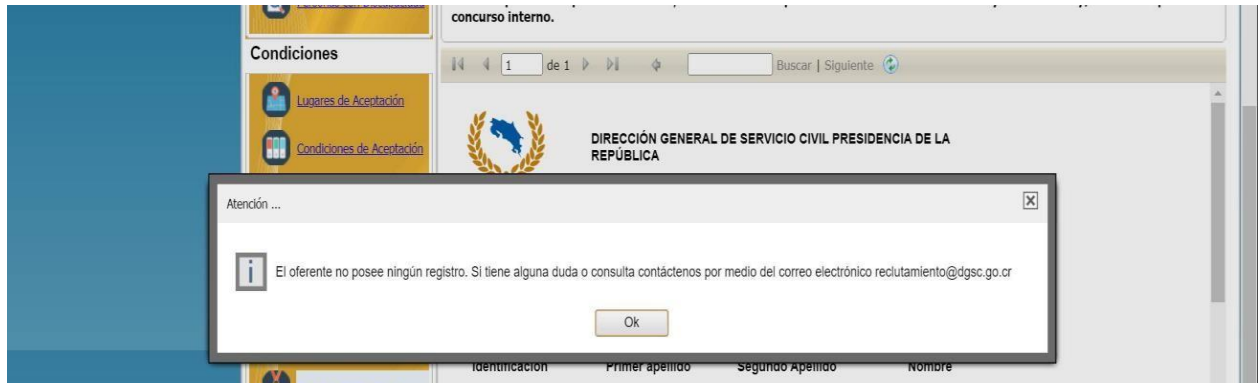 concurso interno.
Condiciones
1 de 1 Buscar | Siguiente
Lugares de Aceptación
Condiciones de Aceptación
DIRECCIÓN GENERAL DE SERVICIO CIVIL PRESIDENCIA DE LA
REPÚBLICA
Atención ...
El oferente no posee ningún registro. Si tiene alguna duda o consulta contáctenos por medio del correo electrónico reclutamiento@dgsc.go.cr
Ok
Identificación Primer apellido Segundo Apellido Nombre